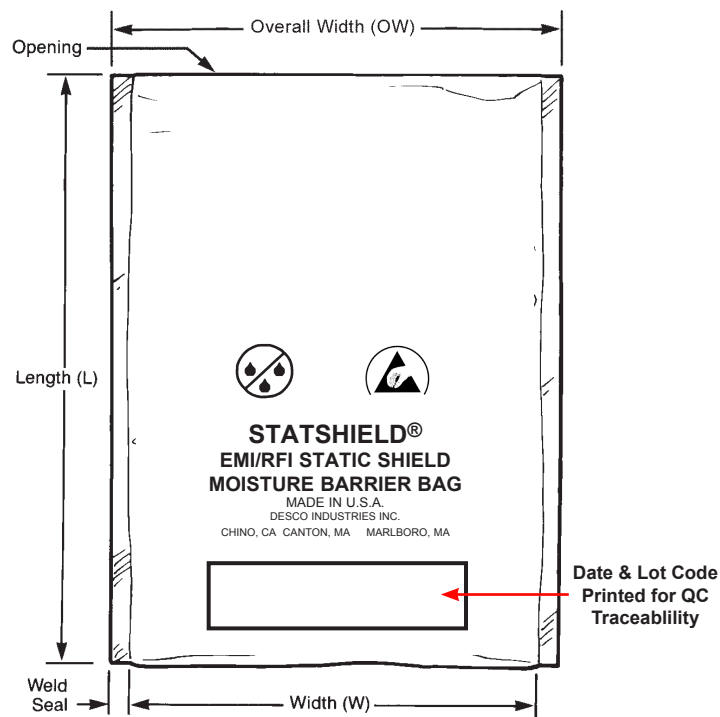 Overall Width (OW)
Opening
Length (L)
STATSHIELD®
EMI/RFI STATIC SHIELD
MOISTURE BARRIER BAG
MADE IN U.S.A.
DESCO INDUSTRIES INC.
CHINO, CA CANTON, MA MARLBORO, MA
Date & Lot Code
Printed for QC
Traceablility
Weld
Seal
Width (W)